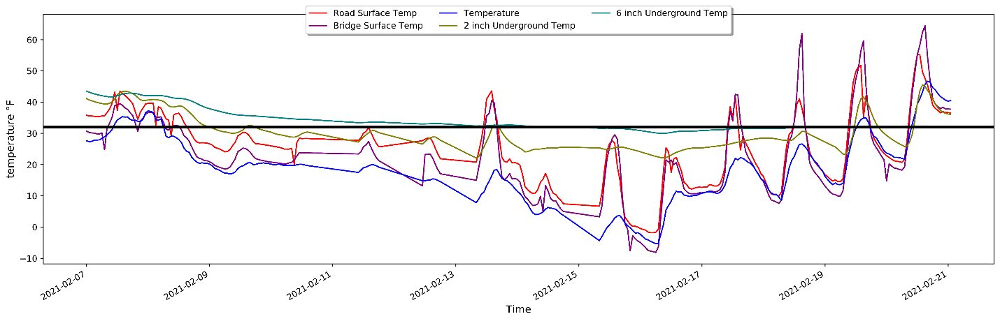 Road Surface Temp Temperature 6 inch Underground Temp
Bridge Surface Temp 2 inch Underground Temp
temperature °F
60
50
40
30
20
10
0
−10
2021-02-07 2021-02-09 2021-02-11 2021-02-13 2021-02-15 2021-02-17 2021-02-19 2021-02-21
Time